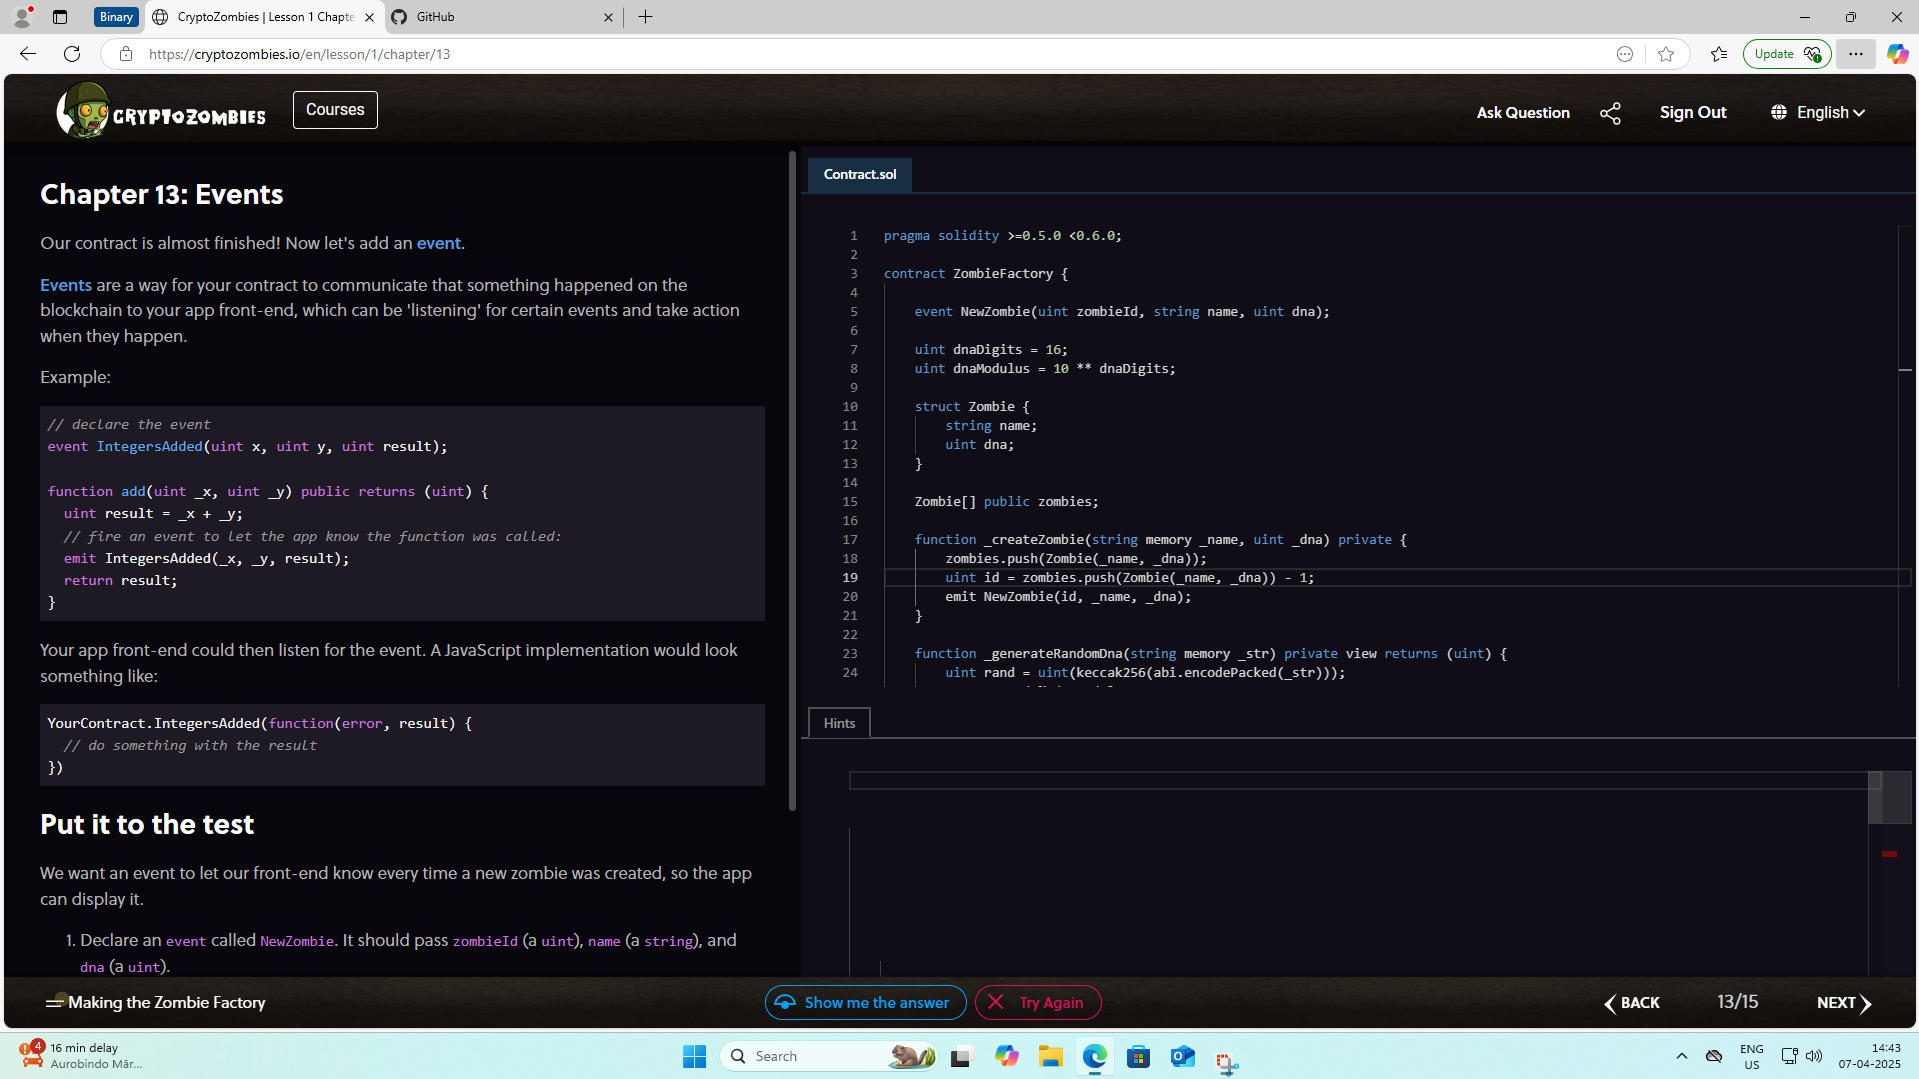 Binary
CryptoZombies | Lesson 1 Chapte
GitHub
https://cryptozombies.io/en/lesson/1/chapter/13
Update
CRYPTOZOMBIES
Courses
Ask Question
Sign Out
English
Chapter 13: Events
Our contract is almost finished! Now let's add an event.
Events are a way for your contract to communicate that something happened on the
blockchain to your app front-end, which can be 'listening' for certain events and take action
when they happen.
Example:
// declare the event
event IntegersAdded(uint x, uint y, uint result);
function add(uint _x, uint _y) public returns (uint) {
uint result = _x + _y;
// fire an event to let the app know the function was called:
emit IntegersAdded(_x, _y, result);
return result;
}
Your app front-end could then listen for the event. A JavaScript implementation would look
something like:
YourContract.IntegersAdded(function(error, result) {
// do something with the result
})
Put it to the test
We want an event to let our front-end know every time a new zombie was created, so the app
can display it.
1. Declare an event called NewZombie. It should pass zombieId (a uint), name (a string), and
dna (a uint).
Contract.sol
1 pragma solidity >=0.5.0 <0.6.0;
2
3 contract ZombieFactory {
4
5 event NewZombie(uint zombieId, string name, uint dna);
6
7 uint dnaDigits = 16;
8 uint dnaModulus = 10 ** dnaDigits;
9
10 struct Zombie {
11 string name;
12 uint dna;
13 }
14
15 Zombie[] public zombies;
16
17 function _createZombie(string memory _name, uint _dna) private {
18 zombies.push(Zombie(_name, _dna));
19 uint id = zombies.push(Zombie(_name, _dna)) - 1;
20 emit NewZombie(id, _name, _dna);
21 }
22
23 function _generateRandomDna(string memory _str) private view returns (uint) {
24 uint rand = uint(keccak256(abi.encodePacked(_str)));
Hints
Making the Zombie Factory
Show me the answer
Try Again
BACK
13/15
NEXT
4
16 min delay
Aurobindo Mar...
Search
ENG
US
14:43
07-04-2025